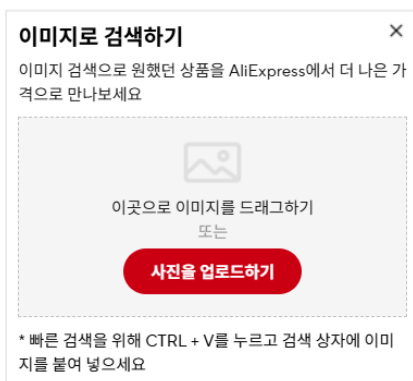 이미지로 검색하기
이미지 검색으로 원했던 상품을 AliExpress에서 더 나은 가
격으로 만나보세요
이곳으로 이미지를 드래그하기
또는
사진을 업로드하기
* 빠른 검색을 위해 CTRL + V를 누르고 검색 상자에 이미
지를 붙여 넣으세요